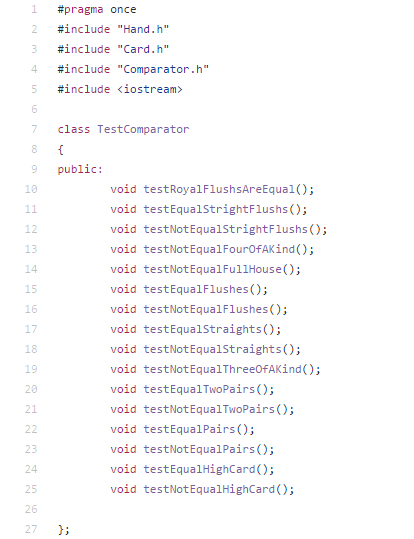 1 #pragma once
2 #include "Hand.h"
3 #include "Card.h"
4 #include "Comparator.h"
5 #include <iostream>
6
7 class TestComparator
8 {
9 public:
10 void testRoyalFlushsAreEqual();
11 void testEqualStrightFlushs();
12 void testNotEqualStrightFlushs();
13 void testNotEqualFourOfAKind();
14 void testNotEqualFullHouse();
15 void testEqualFlushes();
16 void testNotEqualFlushes();
17 void testEqualStraights();
18 void testNotEqualStraights();
19 void testNotEqualThreeOfAKind();
20 void testEqualTwoPairs();
21 void testNotEqualTwoPairs();
22 void testEqualPairs();
23 void testNotEqualPairs();
24 void testEqualHighCard();
25 void testNotEqualHighCard();
26
27 };